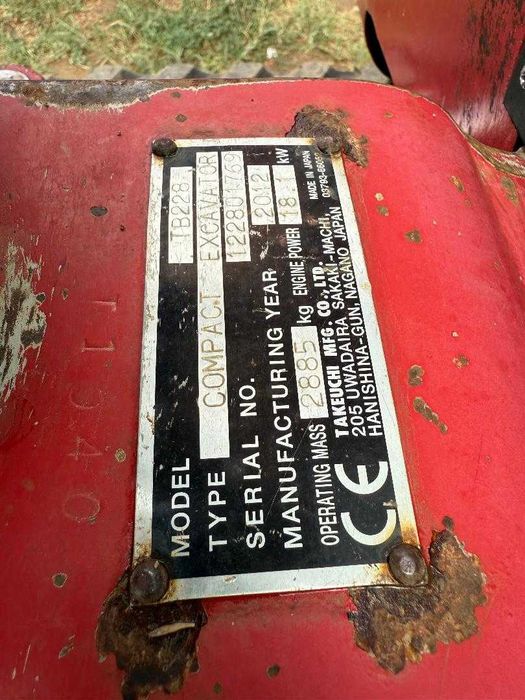 MODEL TB228
TYPE COMPACT EXCAVATOR
SERIAL NO. 122801769
MANUFACTURING YEAR 2012
OPERATING MASS 2885 kg ENGINE POWER 18.1 kW
CE TAKEUCHI MFG. CO., LTD. MADE IN JAPAN
205 UWADAIRA, SAKAKI-MACHI,
HANISHINA-GUN, NAGANO JAPAN